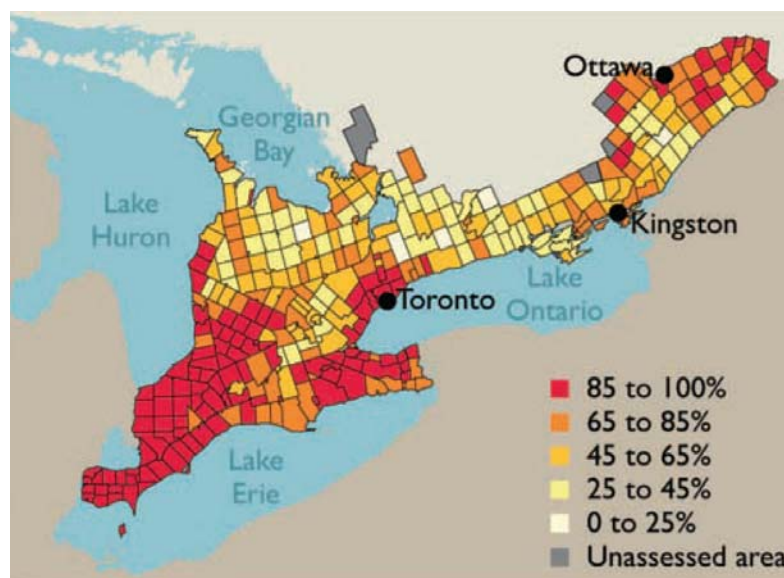 Ottawa
Georgian
Bay
Lake
Huron
Kingston
Toronto
Lake
Ontario
Lake
Erie
85 to 100%
65 to 85%
45 to 65%
25 to 45%
0 to 25%
Unassessed area